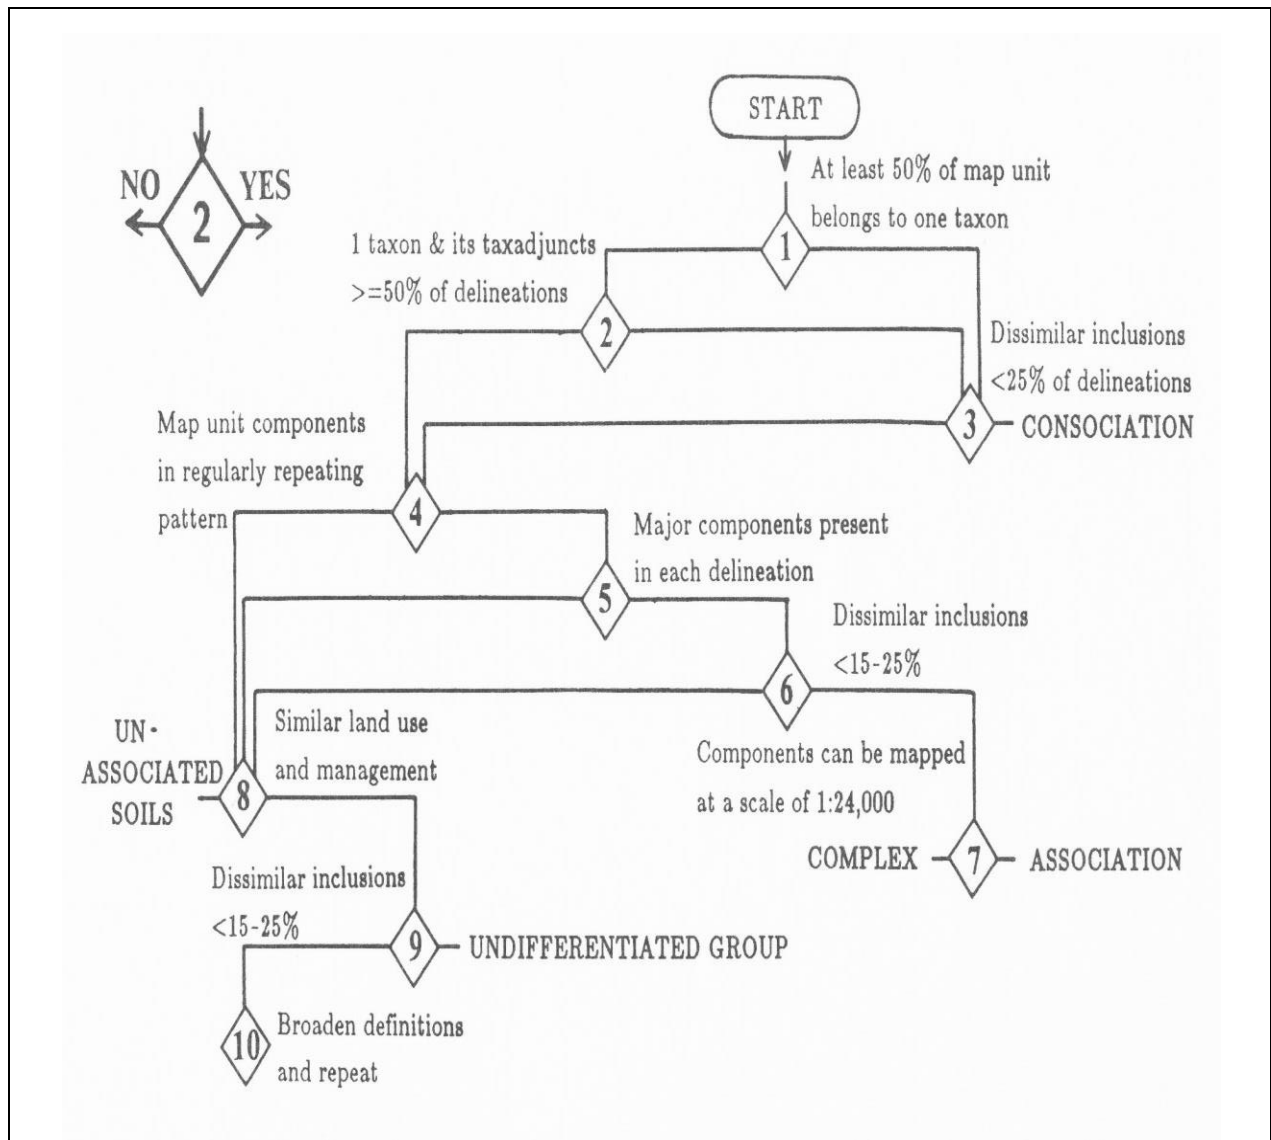 START
At least 50% of map unit
belongs to one taxon
NO
YES
2
1
1 taxon & its taxadjuncts
>=50% of delineations
2
Dissimilar inclusions
<25% of delineations
3
CONSOCIATION
Map unit components
in regularly repeating
pattern
4
Major components present
in each delineation
5
Dissimilar inclusions
<15-25%
6
UN-
ASSOCIATED
SOILS
8
Similar land use
and management
Components can be mapped
at a scale of 1:24,000
COMPLEX
7
ASSOCIATION
Dissimilar inclusions
<15-25%
9
UNDIFFERENTIATED GROUP
10
Broaden definitions
and repeat